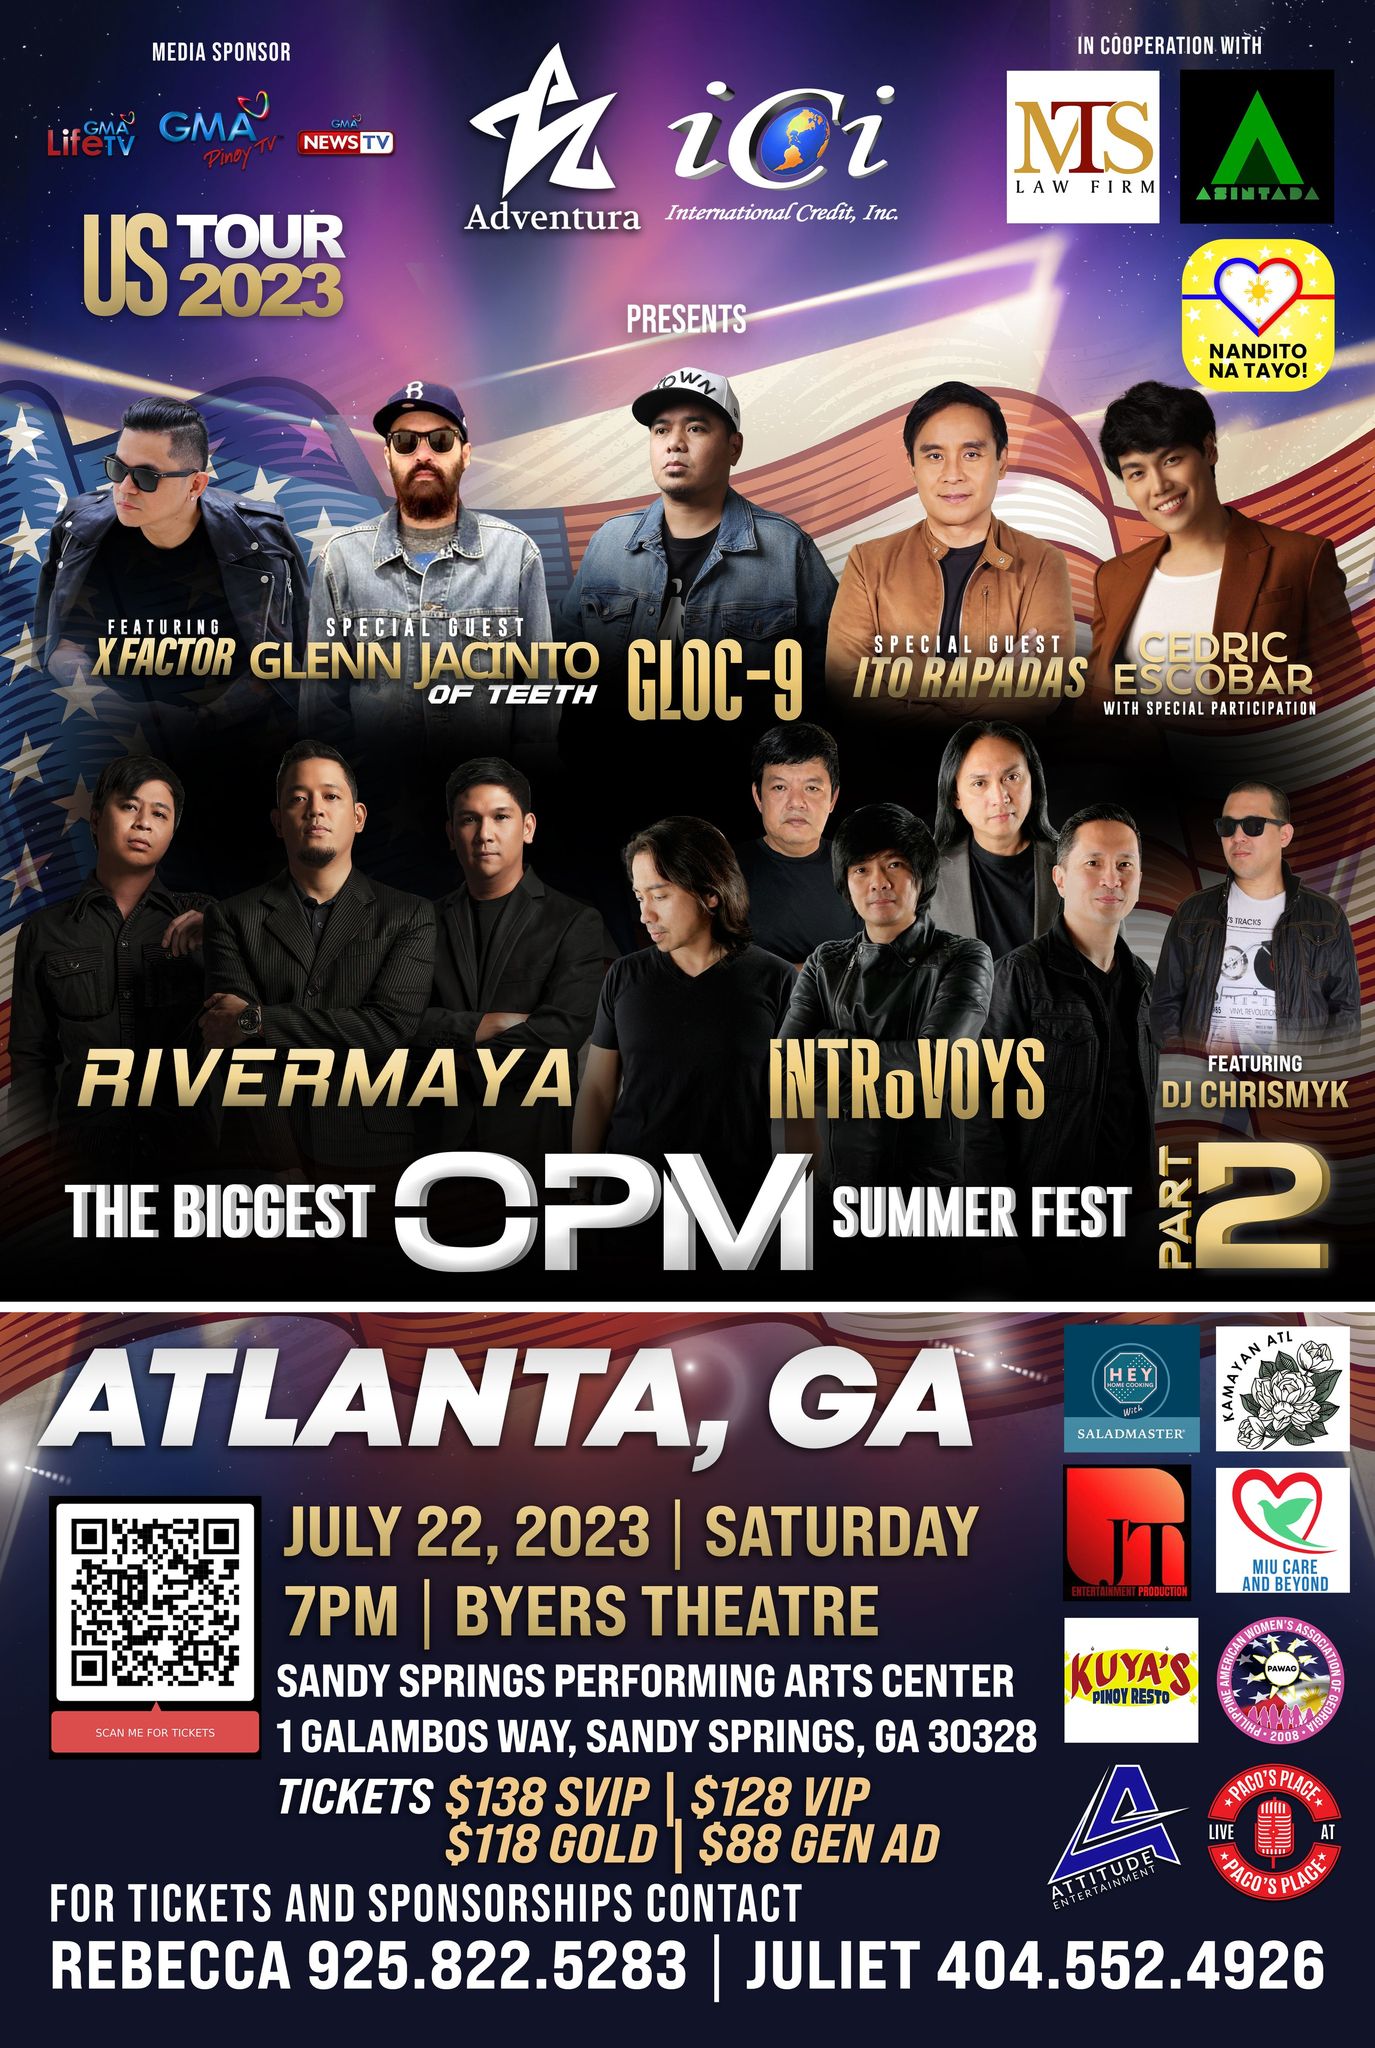 MEDIA SPONSOR
IN COOPERATION WITH
GMA
Life TV
GMA
Pinoy TV
GMA
NEWS TV
Adventura
iCi
International Credit, Inc.
MTS
LAW FIRM
ASINTADA
US TOUR
2023
PRESENTS
NANDITO
NA TAYO!
B
OWN
FEATURING
X FACTOR
SPECIAL GUEST
GLENN JACINTO
OF TEETH
GLOC-9
SPECIAL GUEST
ITO RAPADAS
CEDRIC
ESCOBAR
WITH SPECIAL PARTICIPATION
TRACKS
VINYL REVOLUTION
RIVERMAYA
INTRoVOYS
FEATURING
DJ CHRISMYK
THE BIGGEST OPM SUMMER FEST PART 2
ATLANTA, GA
HEY
HOME COOKING
With
SALADMASTER
KAMAYAN ATL
JULY 22, 2023 | SATURDAY
7PM | BYERS THEATRE
SANDY SPRINGS PERFORMING ARTS CENTER
1 GALAMBOS WAY, SANDY SPRINGS, GA 30328
SCAN ME FOR TICKETS
JT
ENTERTAINMENT PRODUCTION
MIU CARE
AND BEYOND
KUYA'S
PINOY RESTO
PHILIPPINE AMERICAN WOMEN'S ASSOCIATION OF GEORGIA
PAWAG
• 2008 •
TICKETS $138 SVIP | $128 VIP
$118 GOLD | $88 GEN AD
ATTITUDE
ENTERTAINMENT
PACO'S PLACE
LIVE AT
PACO'S PLACE
FOR TICKETS AND SPONSORSHIPS CONTACT
REBECCA 925.822.5283 | JULIET 404.552.4926